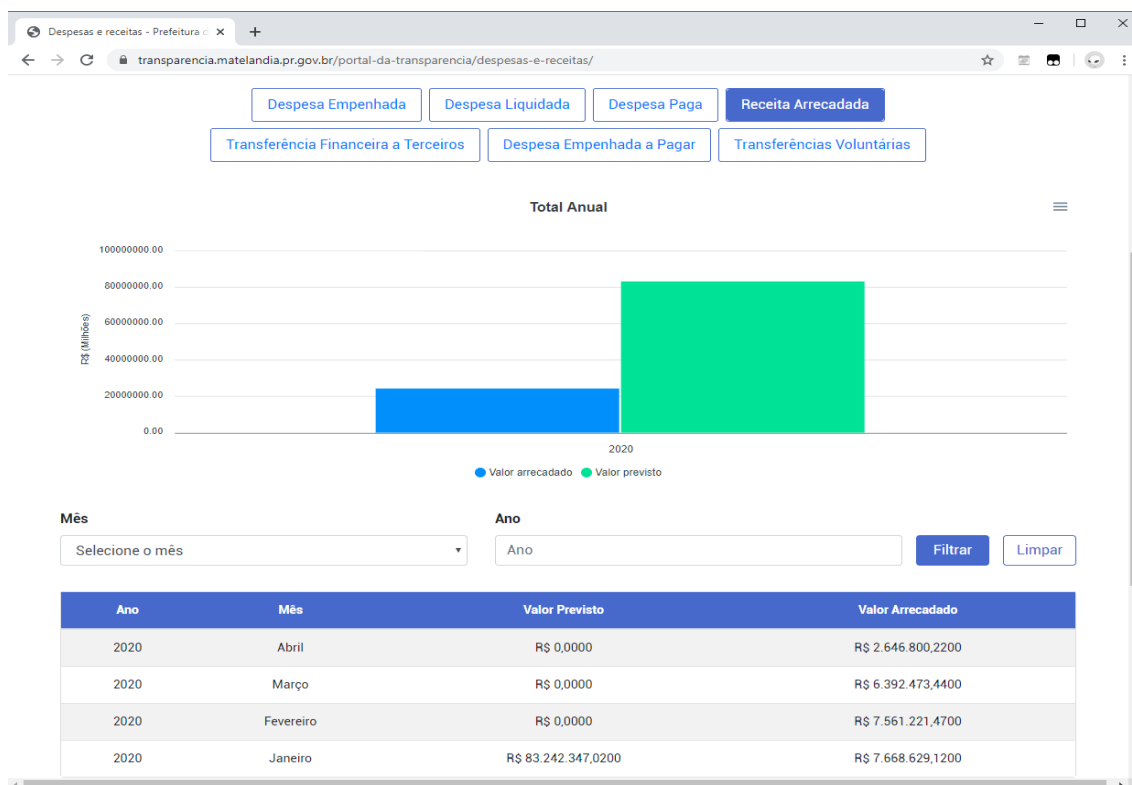 Despesas e receitas - Prefeitura d
transparencia.matelandia.pr.gov.br/portal-da-transparencia/despesas-e-receitas/
Despesa Empenhada Despesa Liquidada Despesa Paga Receita Arrecadada
Transferência Financeira a Terceiros Despesa Empenhada a Pagar Transferências Voluntárias
Total Anual
R$ (Milhões)
100000000.00
80000000.00
60000000.00
40000000.00
20000000.00
0.00
2020
Valor arrecadado Valor previsto
Mês Ano
Selecione o mês Ano Filtrar Limpar
Ano Mês Valor Previsto Valor Arrecadado
2020 Abril R$ 0,0000 R$ 2.646.800,2200
2020 Março R$ 0,0000 R$ 6.392.473,4400
2020 Fevereiro R$ 0,0000 R$ 7.561.221,4700
2020 Janeiro R$ 83.242.347,0200 R$ 7.668.629,1200